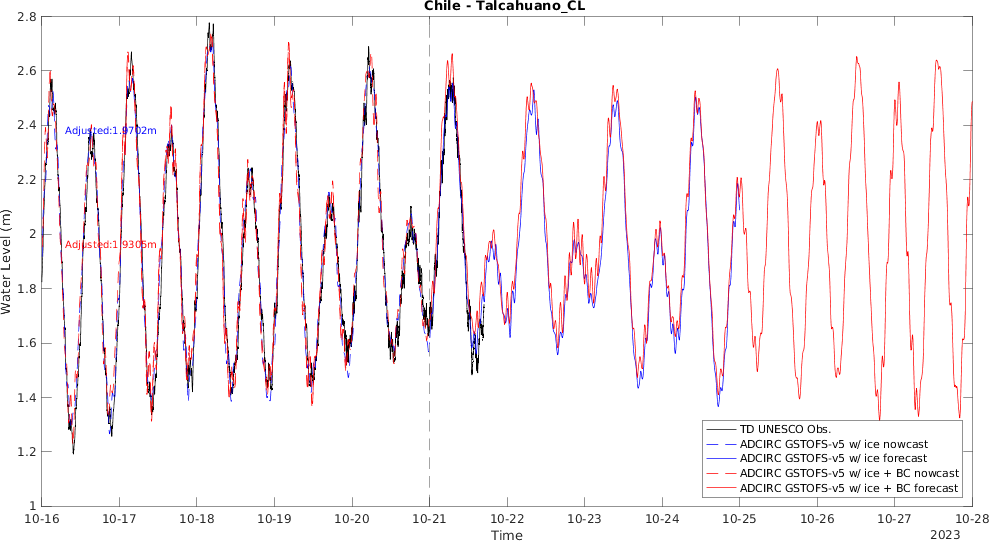 Chile - Talcahuano_CL
2.8
2.6
2.4
2.2
2
1.8
1.6
1.4
1.2
1
Water Level (m)
Adjusted:1.9702m
Adjusted:1.9305m
TD UNESCO Obs.
ADCIRC GSTOFS-v5 w/ ice nowcast
ADCIRC GSTOFS-v5 w/ ice forecast
ADCIRC GSTOFS-v5 w/ ice + BC nowcast
ADCIRC GSTOFS-v5 w/ ice + BC forecast
10-16 10-17 10-18 10-19 10-20 10-21 10-22 10-23 10-24 10-25 10-26 10-27 10-28
Time
2023